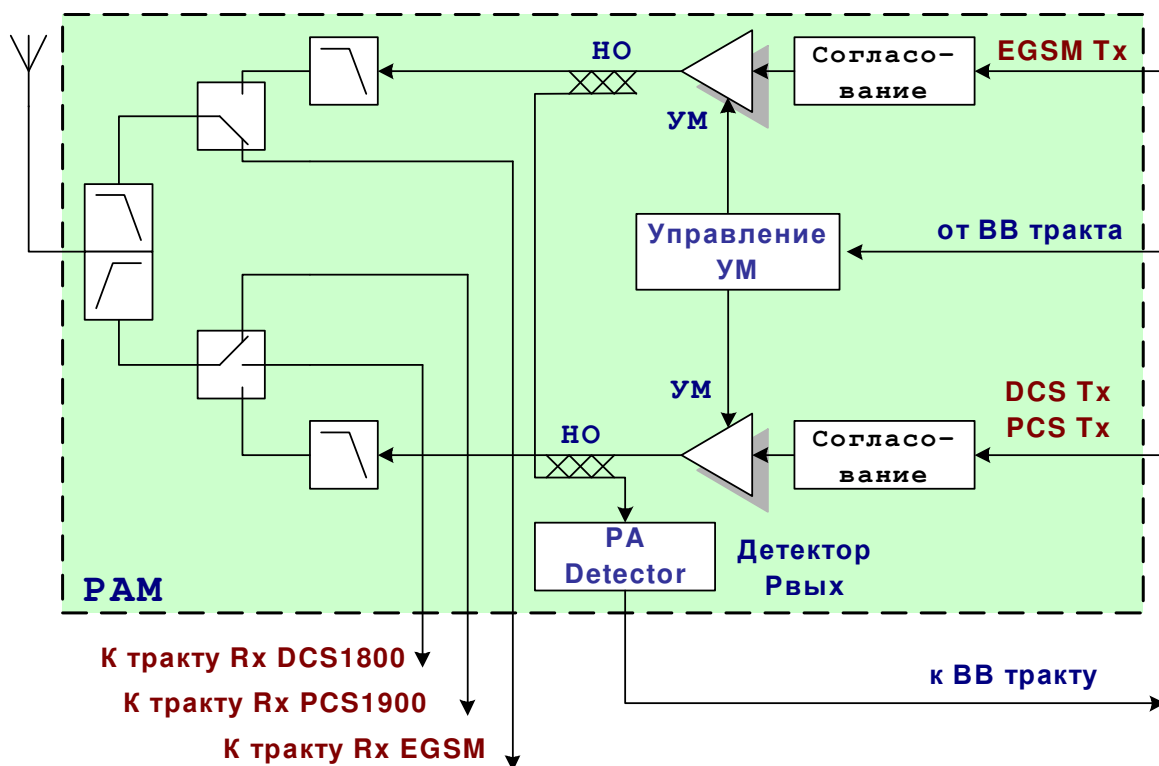 НО
Согласо-
вание
EGSM Tx
УМ
Управление
УМ
от ВВ тракта
УМ
DCS Tx
PCS Tx
НО
Согласо-
вание
PA
Detector
Детектор
Рвых
PAM
К тракту Rx DCS1800
К тракту Rx PCS1900
К тракту Rx EGSM
к ВВ тракту